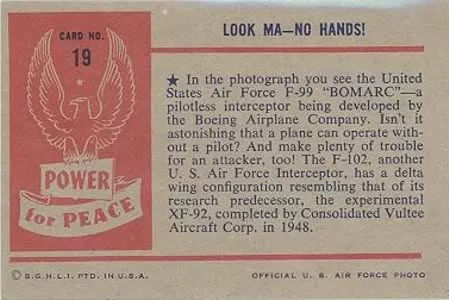 CARD NO.
19
POWER
for PEACE
LOOK MA—NO HANDS!
★ In the photograph you see the United
States Air Force F-99 "BOMARC"—a
pilotless interceptor being developed by
the Boeing Airplane Company. Isn't it
astonishing that a plane can operate with-
out a pilot? And make plenty of trouble
for an attacker, too! The F-102, another
U. S. Air Force Interceptor, has a delta
wing configuration resembling that of its
research predecessor, the experimental
XF-92, completed by Consolidated Vultee
Aircraft Corp. in 1948.
© B.G.H.L.I. PTD. IN U.S.A.
OFFICIAL U. S. AIR FORCE PHOTO